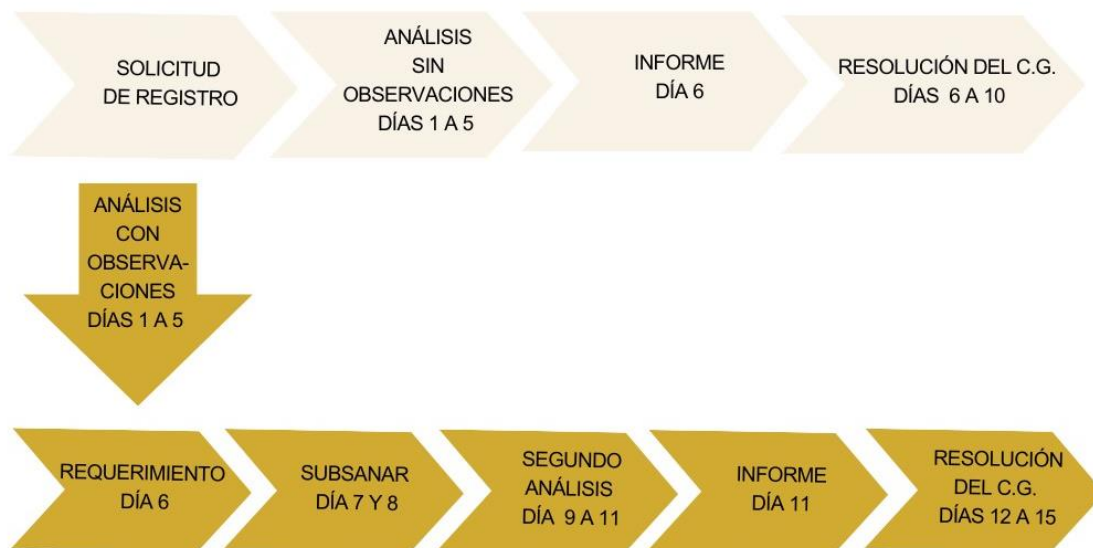 SOLICITUD
DE REGISTRO
ANÁLISIS
SIN
OBSERVACIONES
DÍAS 1 A 5
INFORME
DÍA 6
RESOLUCIÓN DEL C.G.
DÍAS 6 A 10
ANÁLISIS
CON
OBSERVA-
CIONES
DÍAS 1 A 5
REQUERIMIENTO
DÍA 6
SUBSANAR
DÍA 7 Y 8
SEGUNDO
ANÁLISIS
DÍA 9 A 11
INFORME
DÍA 11
RESOLUCIÓN
DEL C.G.
DÍAS 12 A 15